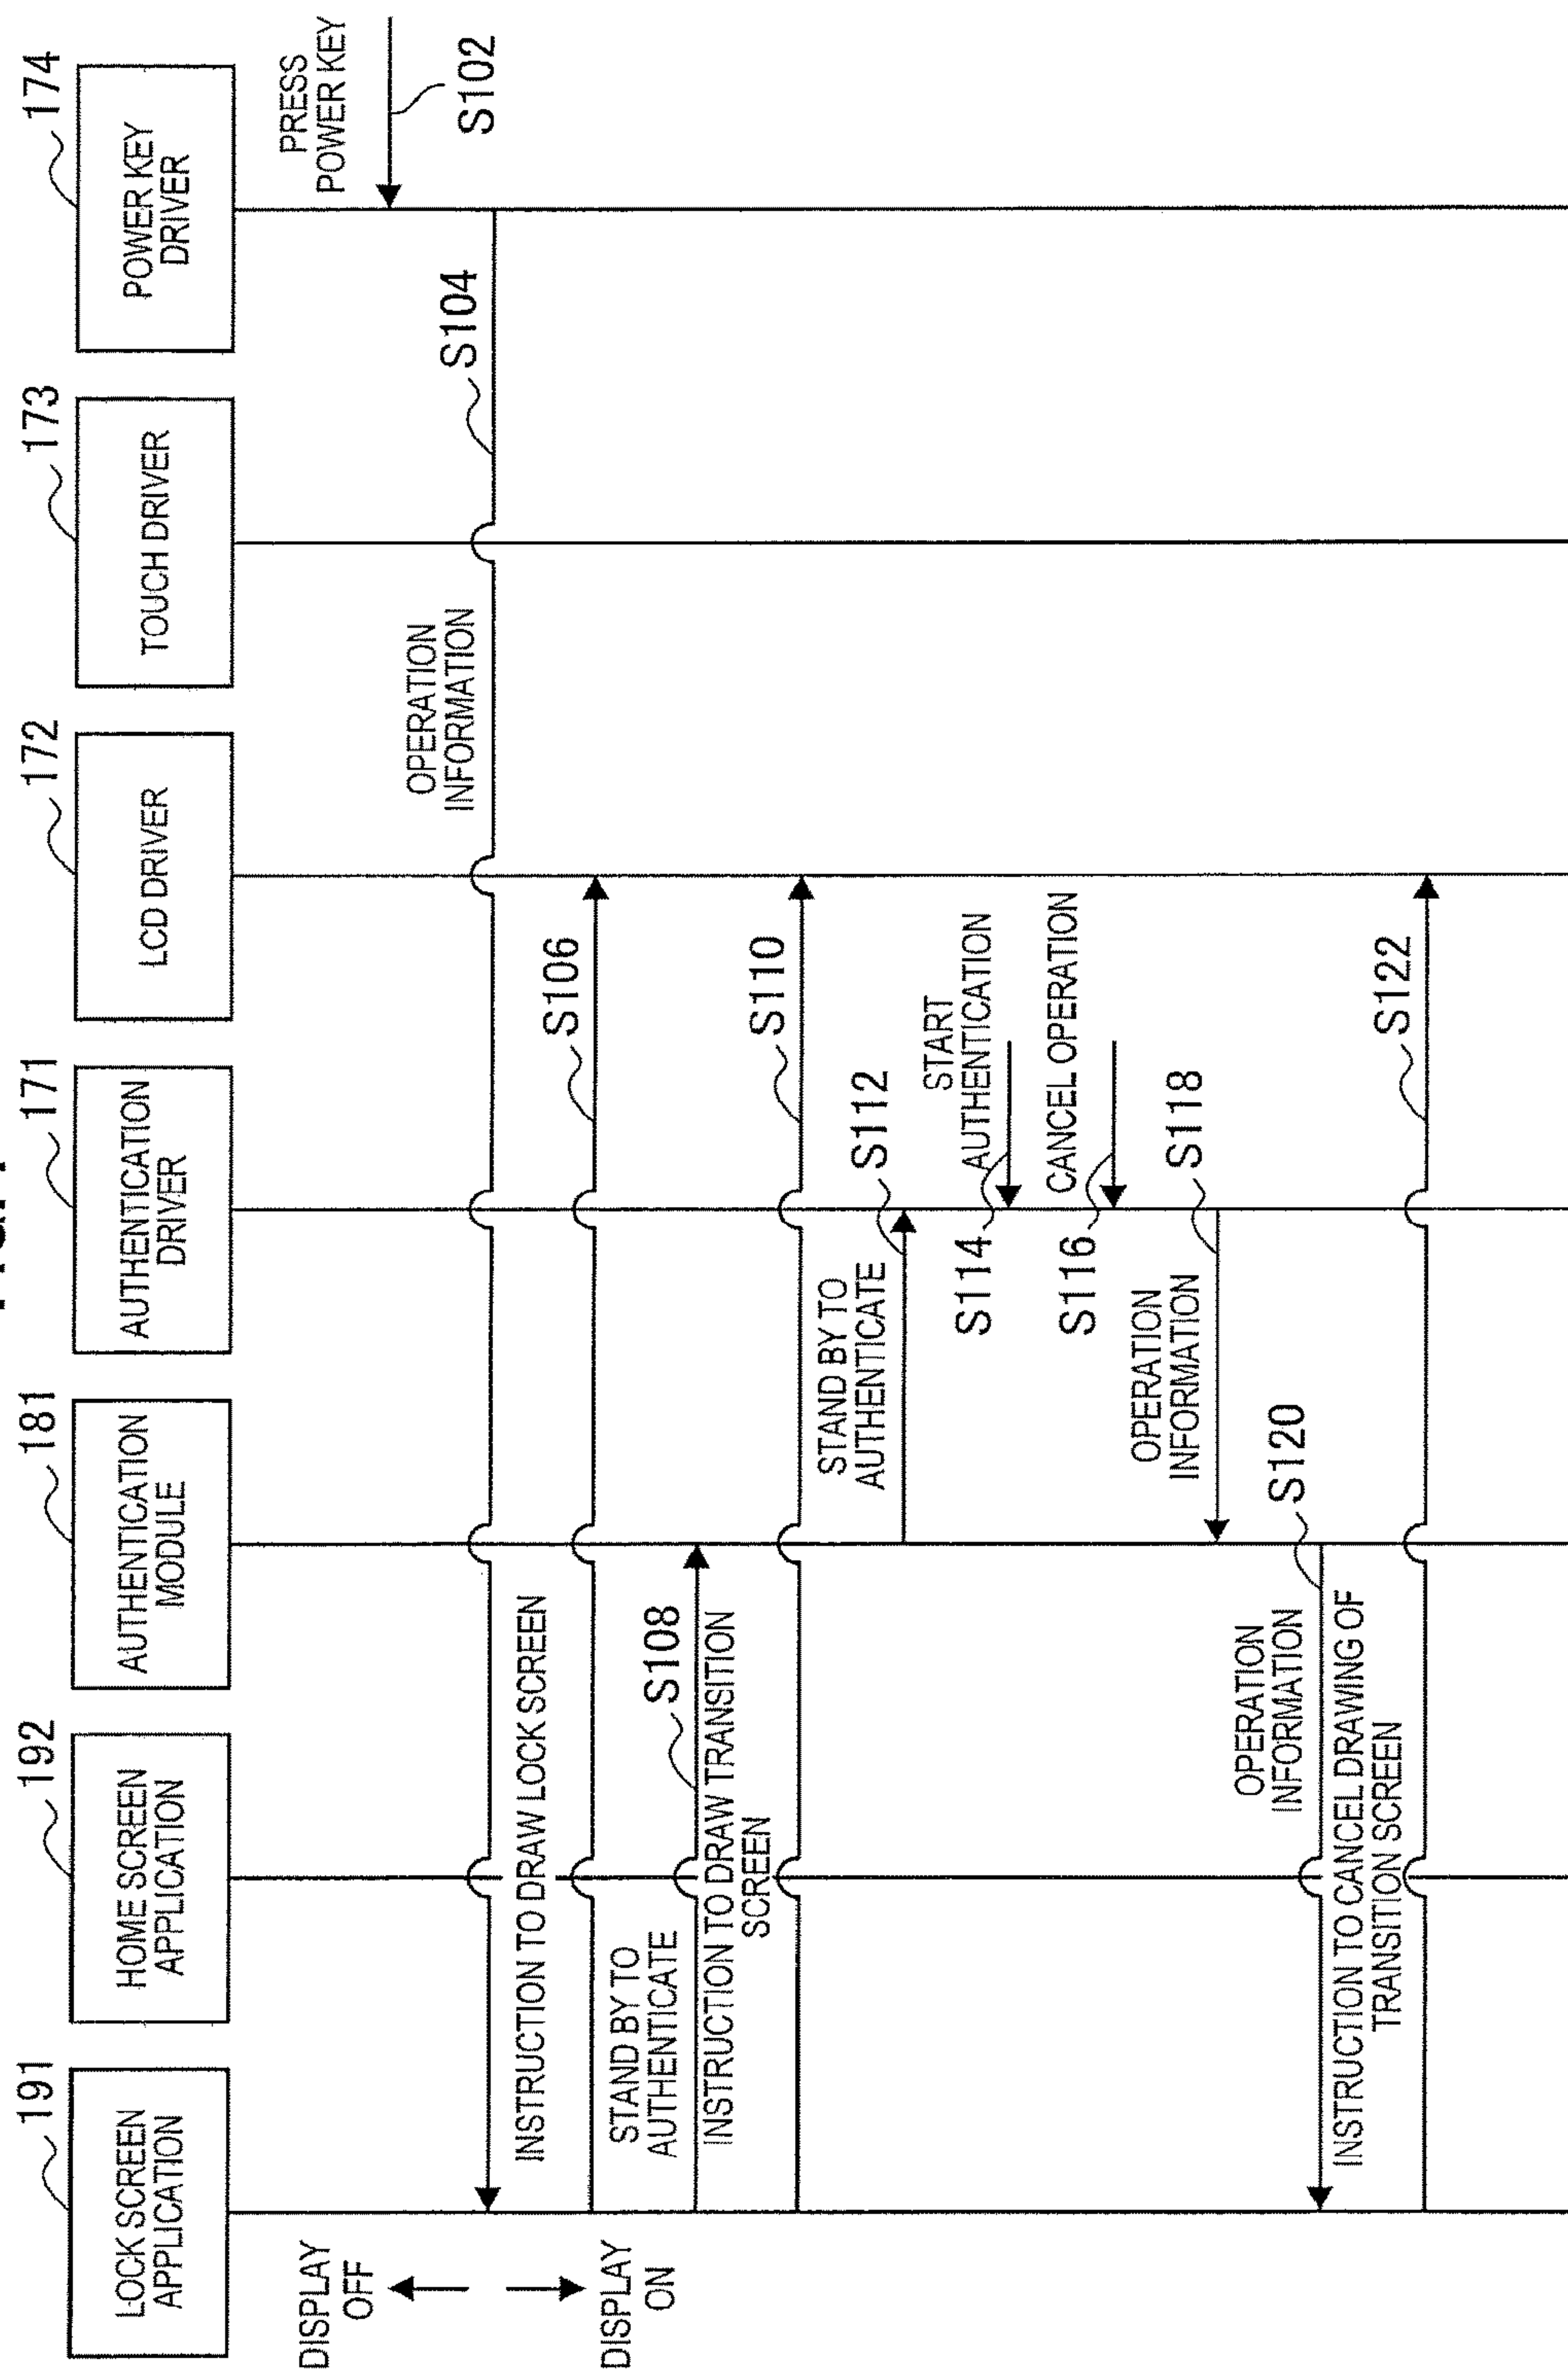 191
LOCK SCREEN
APPLICATION
192
HOME SCREEN
APPLICATION
181
AUTHENTICATION
MODULE
171
AUTHENTICATION
DRIVER
172
LCD DRIVER
173
TOUCH DRIVER
174
POWER KEY
DRIVER
DISPLAY
OFF
DISPLAY
ON
PRESS
POWER KEY
S102
OPERATION
INFORMATION
S104
INSTRUCTION TO DRAW LOCK SCREEN
S106
STAND BY TO
AUTHENTICATE
S108
INSTRUCTION TO DRAW TRANSITION
SCREEN
S110
STAND BY TO
AUTHENTICATE
S112
START
AUTHENTICATION
S114
CANCEL OPERATION
S116
OPERATION
INFORMATION
S118
OPERATION
INFORMATION
S120
INSTRUCTION TO CANCEL DRAWING OF
TRANSITION SCREEN
S122